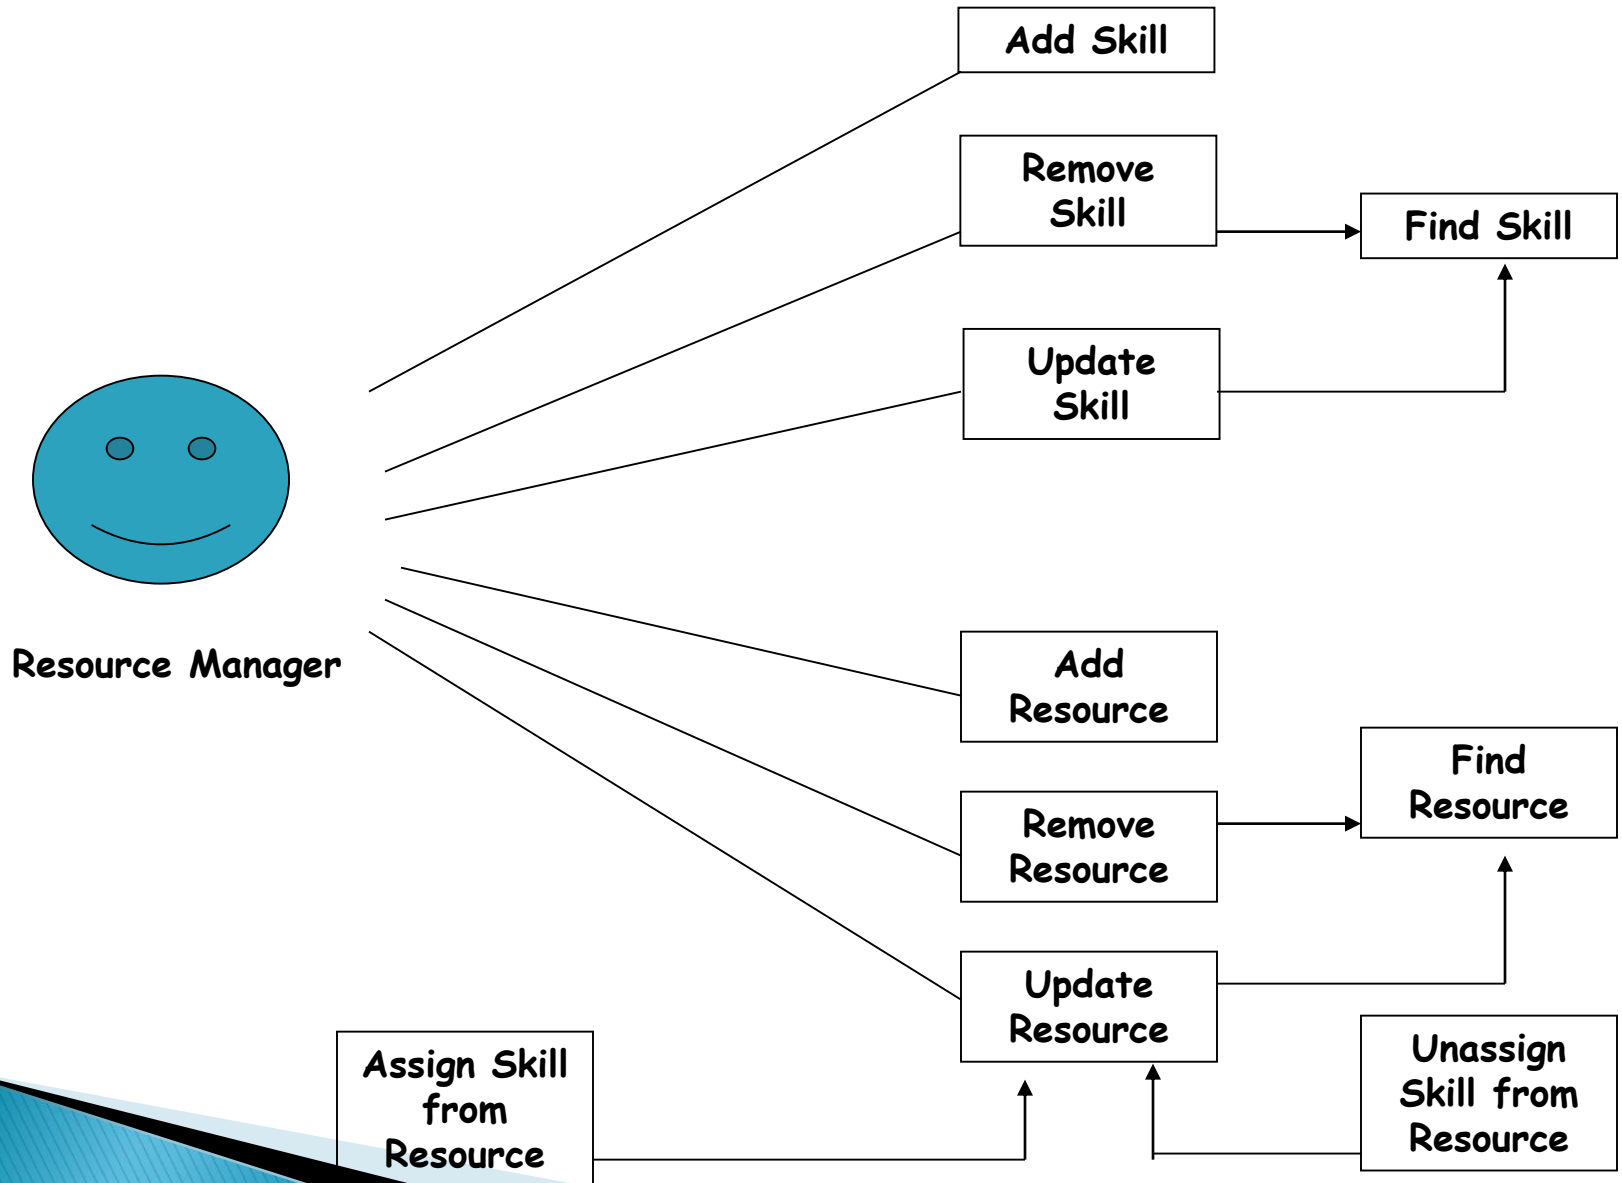 Add Skill
Remove
Skill
Find Skill
Update
Skill
Resource Manager
Add
Resource
Find
Resource
Remove
Resource
Update
Resource
Assign Skill
from
Resource
Unassign
Skill from
Resource